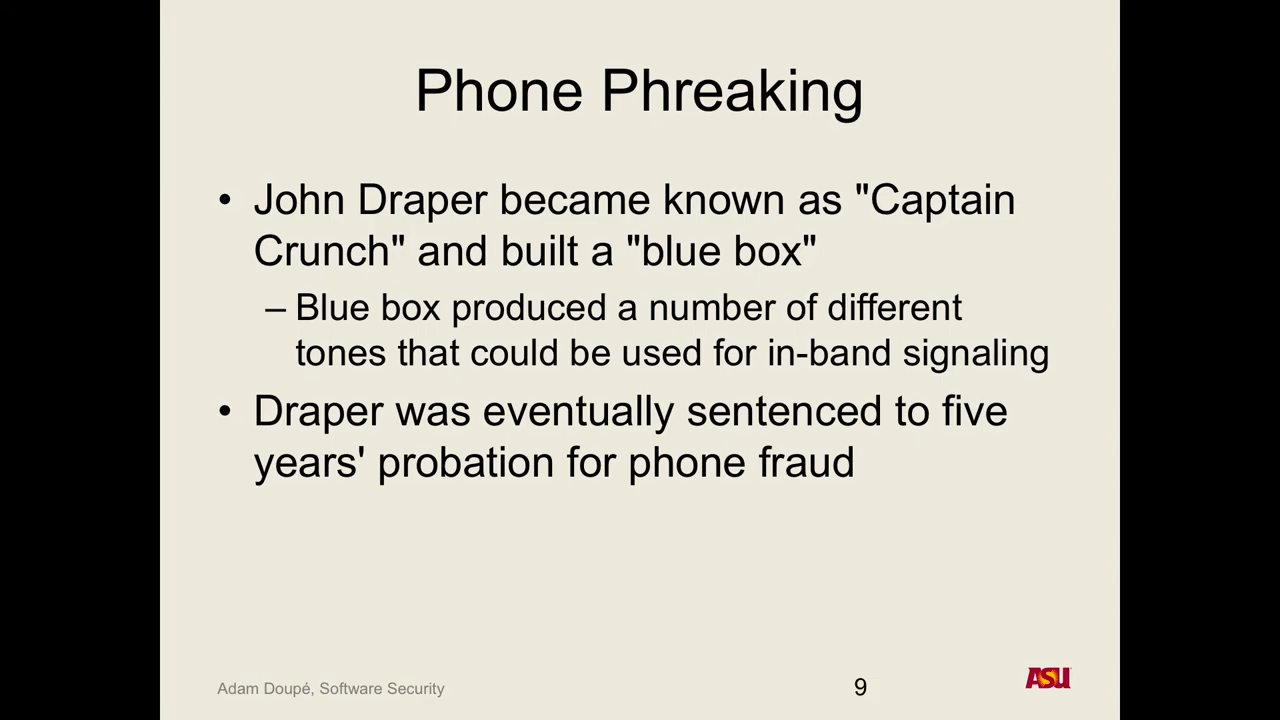 Phone Phreaking
• John Draper became known as "Captain
Crunch" and built a "blue box"
– Blue box produced a number of different
tones that could be used for in-band signaling
• Draper was eventually sentenced to five
years' probation for phone fraud
Adam Doupé, Software Security
9
ASU